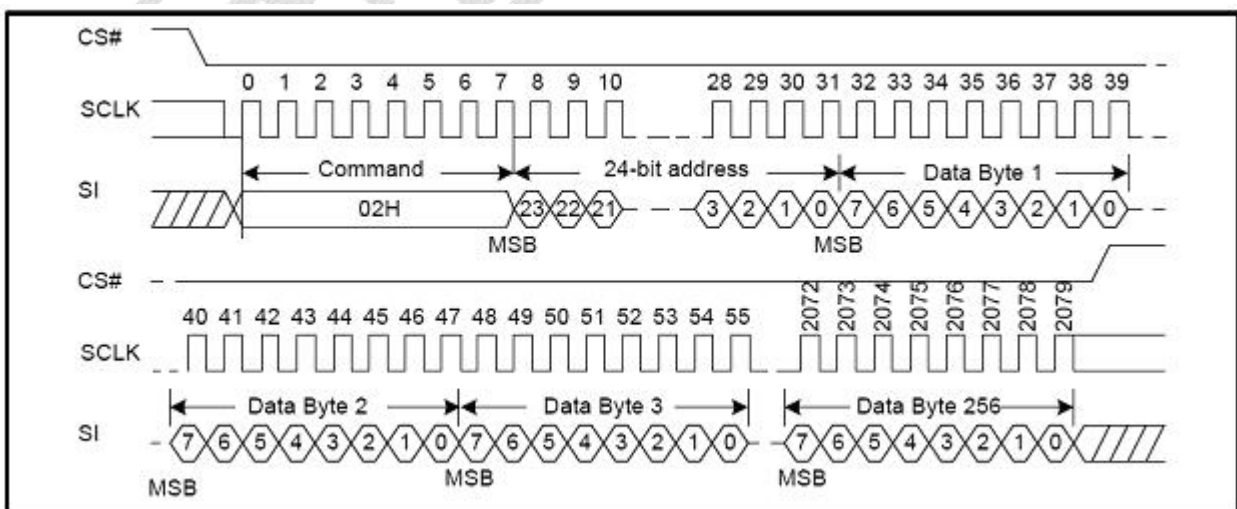 CS#
0 1 2 3 4 5 6 7 8 9 10 28 29 30 31 32 33 34 35 36 37 38 39
SCLK
Command 24-bit address Data Byte 1
SI
02H 23 22 21 3 2 1 0 7 6 5 4 3 2 1 0
MSB MSB
CS#
40 41 42 43 44 45 46 47 48 49 50 51 52 53 54 55 2072 2073 2074 2075 2076 2077 2078 2079
SCLK
Data Byte 2 Data Byte 3 Data Byte 256
SI
7 6 5 4 3 2 1 0 7 6 5 4 3 2 1 0 7 6 5 4 3 2 1 0
MSB MSB MSB